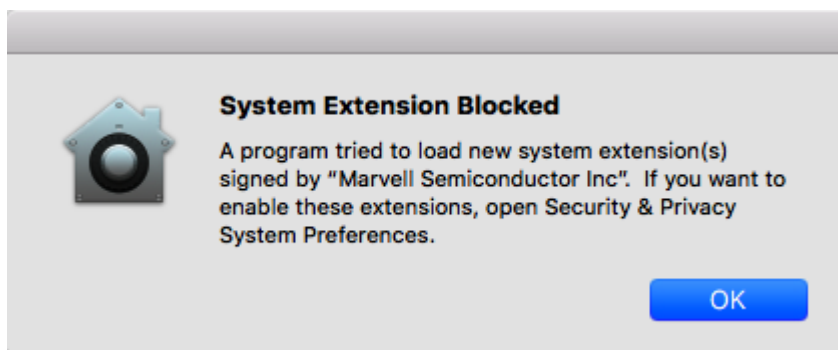 System Extension Blocked
A program tried to load new system extension(s)
signed by “Marvell Semiconductor Inc”.  If you want to
enable these extensions, open Security & Privacy
System Preferences.
OK